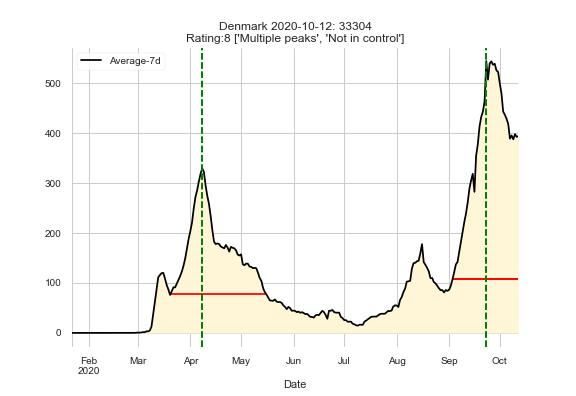 Denmark 2020-10-12: 33304
Rating:8 ['Multiple peaks', 'Not in control']
Average-7d
500
400
300
200
100
0
Feb Mar Apr May Jun Jul Aug Sep Oct
2020
Date